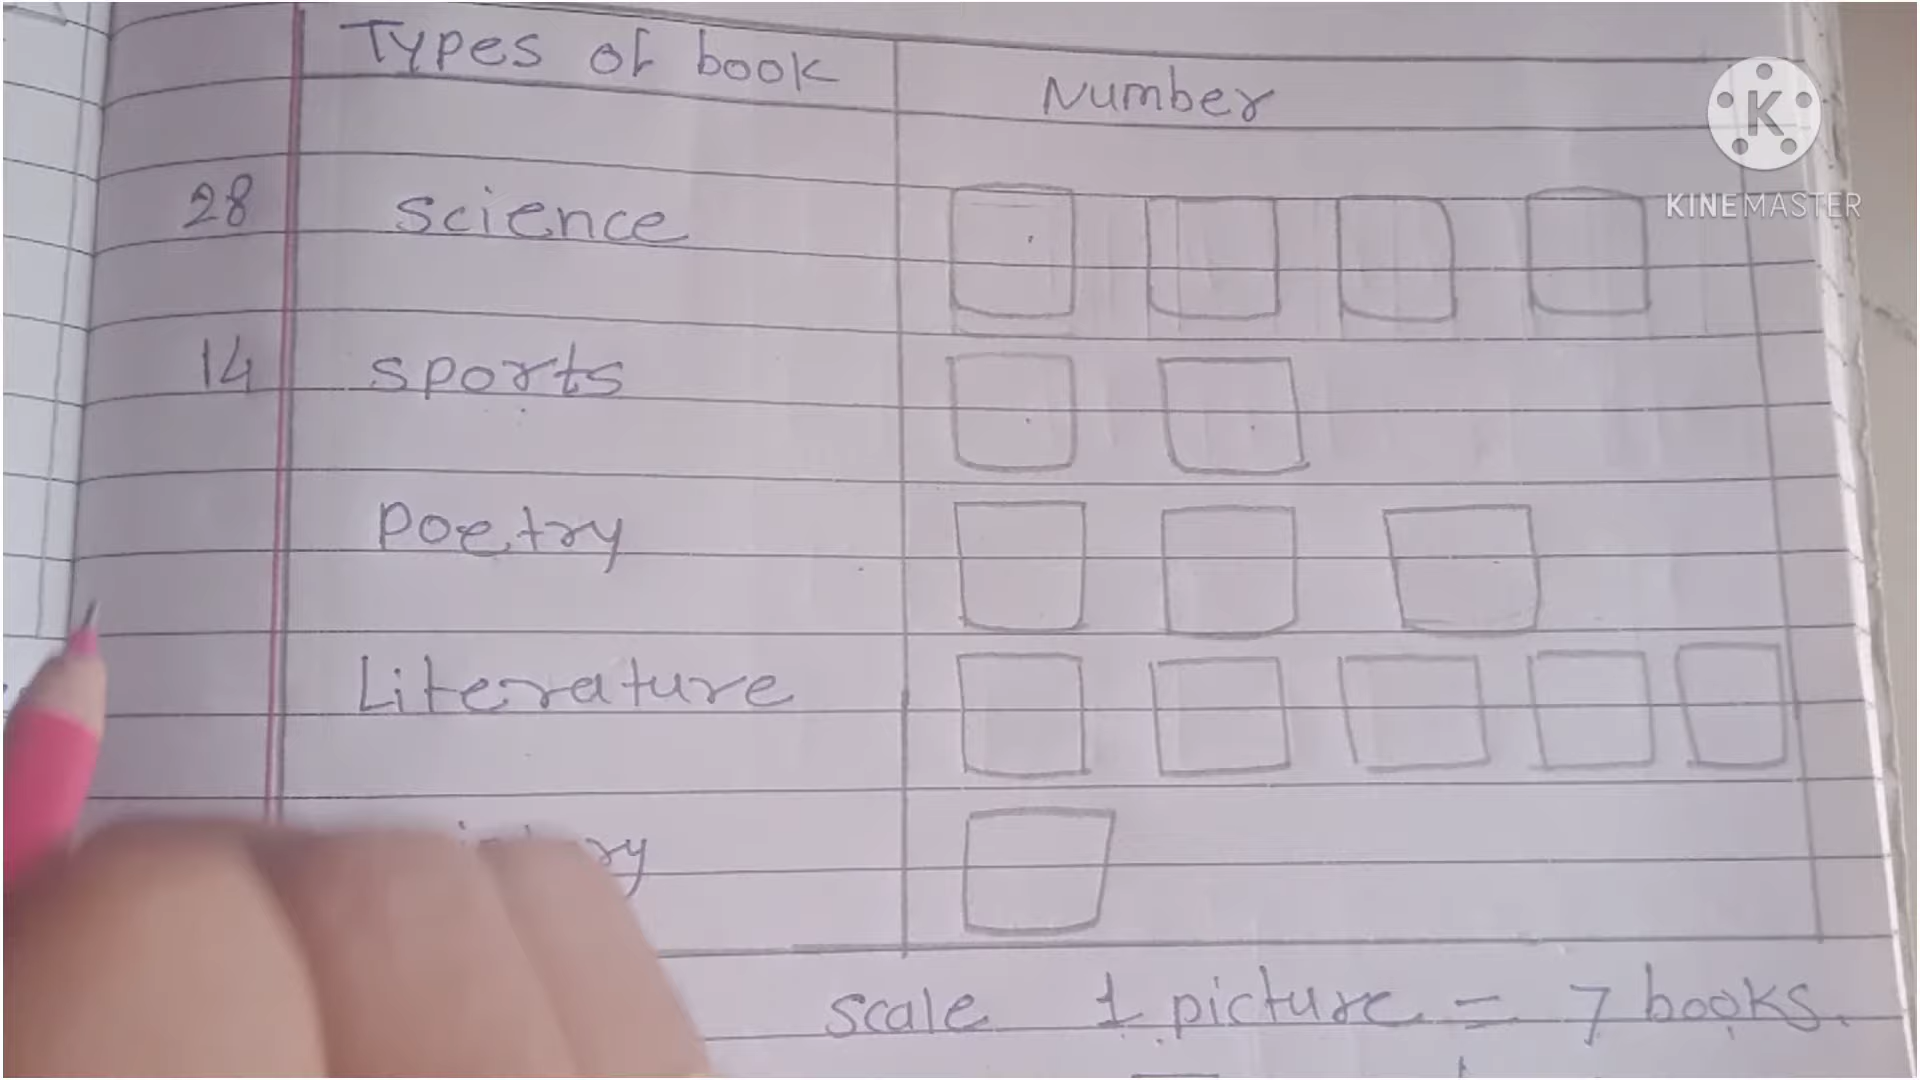 Types of book Number
28 Science
14 sports
Poetry
Literature
scale 1 picture = 7 books.
K
KINEMASTER